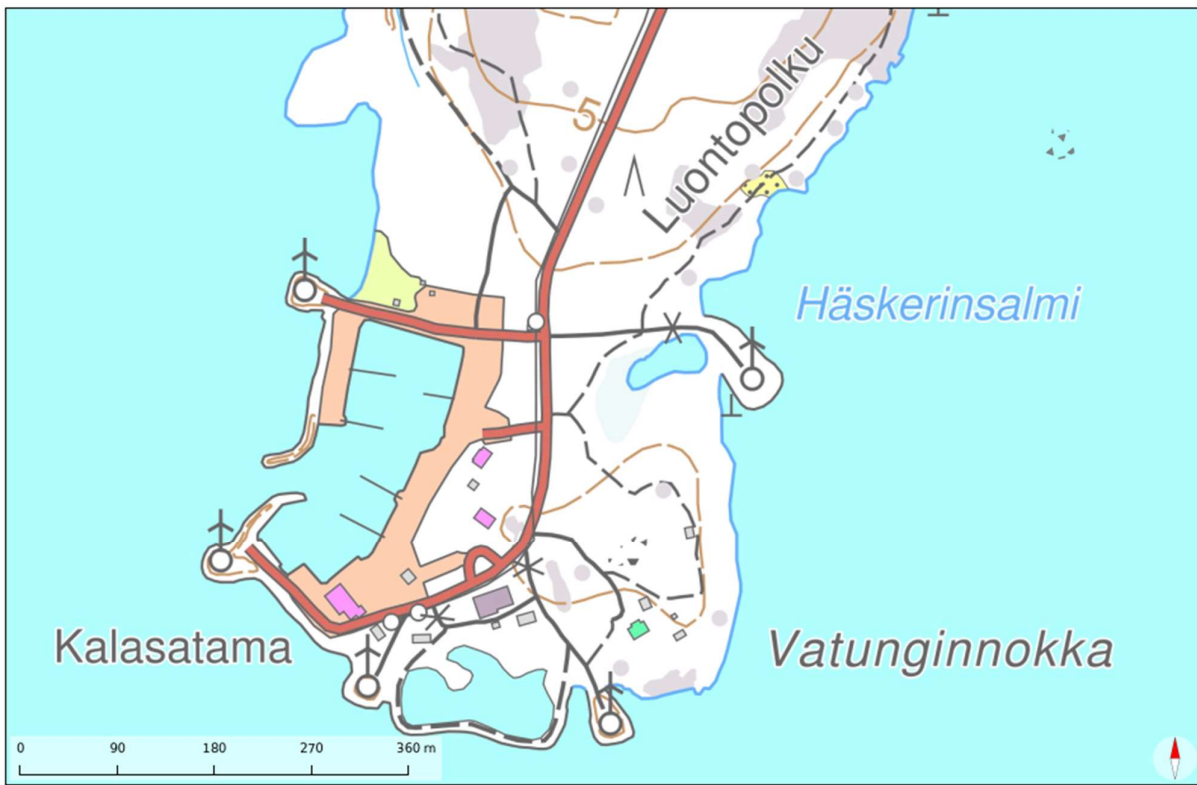 Luontopolku
5
Häskerinsalmi
Kalasatama
Vatunginnokka
0 90 180 270 360 m